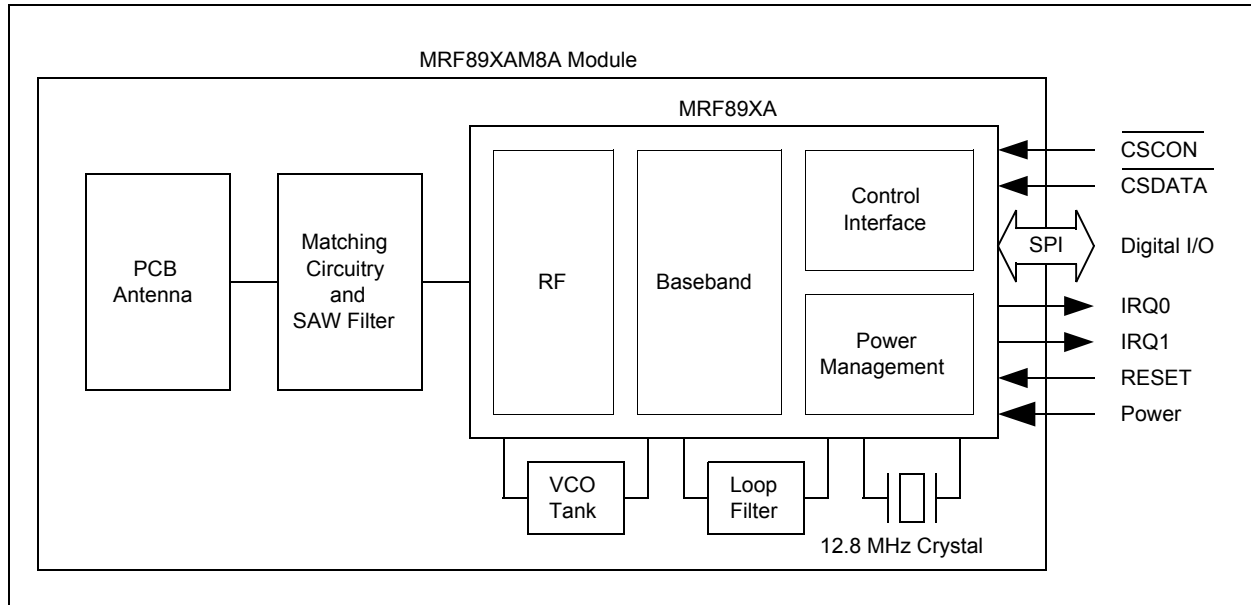 MRF89XAM8A Module
MRF89XA
PCB
Antenna
Matching
Circuitry
and
SAW Filter
RF
Baseband
Control
Interface
Power
Management
CSCON
CSDATA
SPI
Digital I/O
IRQ0
IRQ1
RESET
Power
VCO
Tank
Loop
Filter
12.8 MHz Crystal